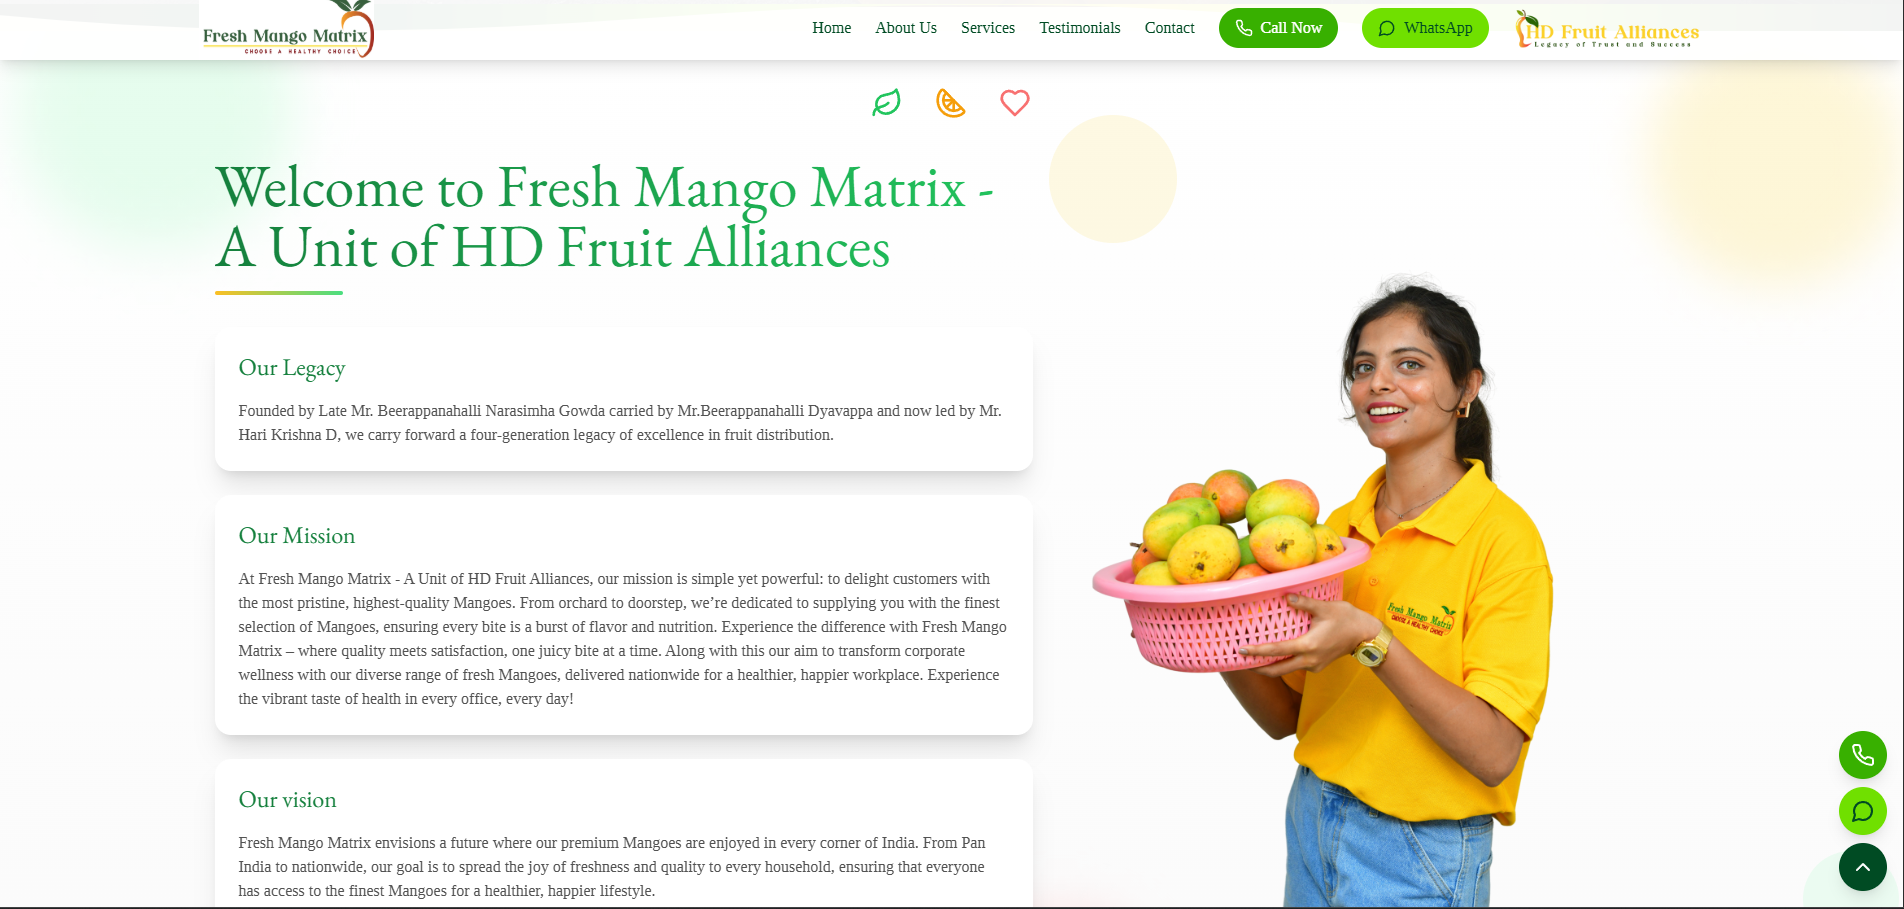 Fresh Mango Matrix
CHOOSE A HEALTHY CHOICE
Home About Us Services Testimonials Contact Call Now WhatsApp
HD Fruit Alliances
Legacy of Trust and Success
Welcome to Fresh Mango Matrix -
A Unit of HD Fruit Alliances
Our Legacy
Founded by Late Mr. Beerappanahalli Narasimha Gowda carried by Mr.Beerappanahalli Dyavappa and now led by Mr.
Hari Krishna D, we carry forward a four-generation legacy of excellence in fruit distribution.
Our Mission
At Fresh Mango Matrix - A Unit of HD Fruit Alliances, our mission is simple yet powerful: to delight customers with
the most pristine, highest-quality Mangoes. From orchard to doorstep, we’re dedicated to supplying you with the finest
selection of Mangoes, ensuring every bite is a burst of flavor and nutrition. Experience the difference with Fresh Mango
Matrix – where quality meets satisfaction, one juicy bite at a time. Along with this our aim to transform corporate
wellness with our diverse range of fresh Mangoes, delivered nationwide for a healthier, happier workplace. Experience
the vibrant taste of health in every office, every day!
Our vision
Fresh Mango Matrix envisions a future where our premium Mangoes are enjoyed in every corner of India. From Pan
India to nationwide, our goal is to spread the joy of freshness and quality to every household, ensuring that everyone
has access to the finest Mangoes for a healthier, happier lifestyle.
Fresh Mango Matrix
CHOOSE A HEALTHY CHOICE